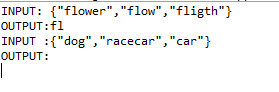 INPUT: {"flower","flow","fligth"}
OUTPUT:fl
INPUT :{"dog","racecar","car"}
OUTPUT: